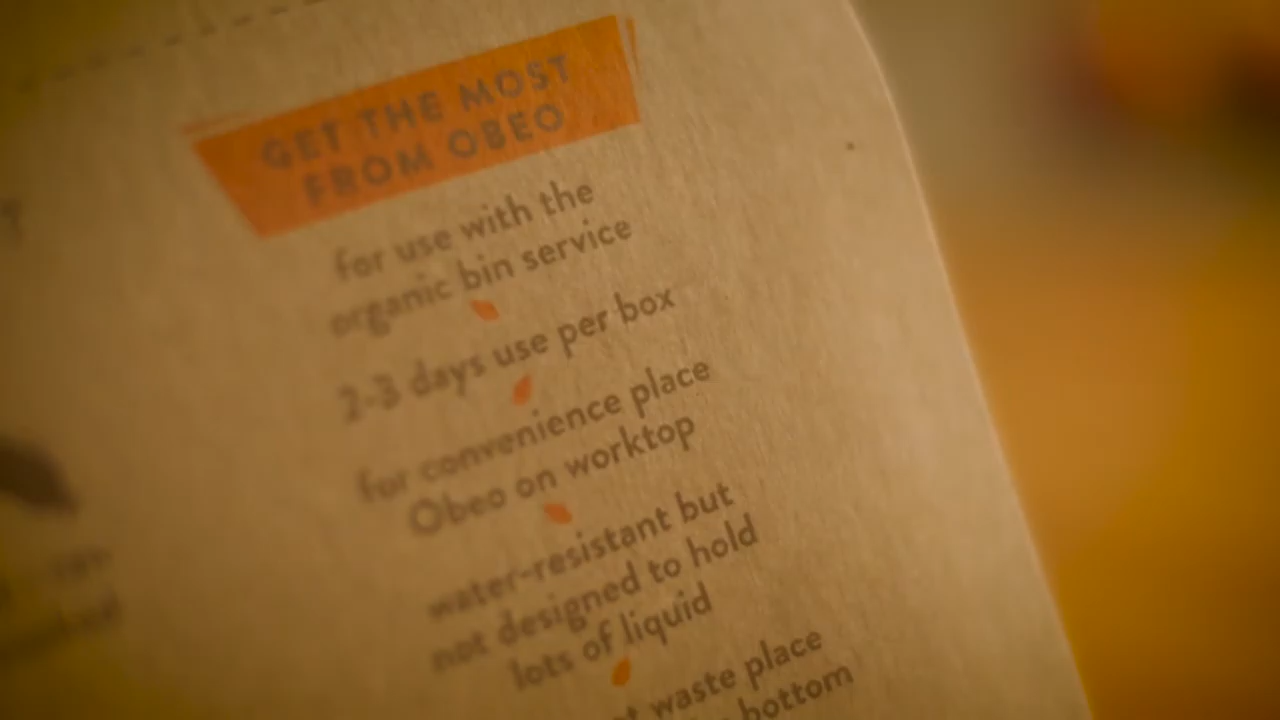 GET THE MOST
FROM OBEO
for use with the
organic bin service
2-3 days use per box
for convenience place
Obeo on worktop
water-resistant but
not designed to hold
lots of liquid
waste place
bottom